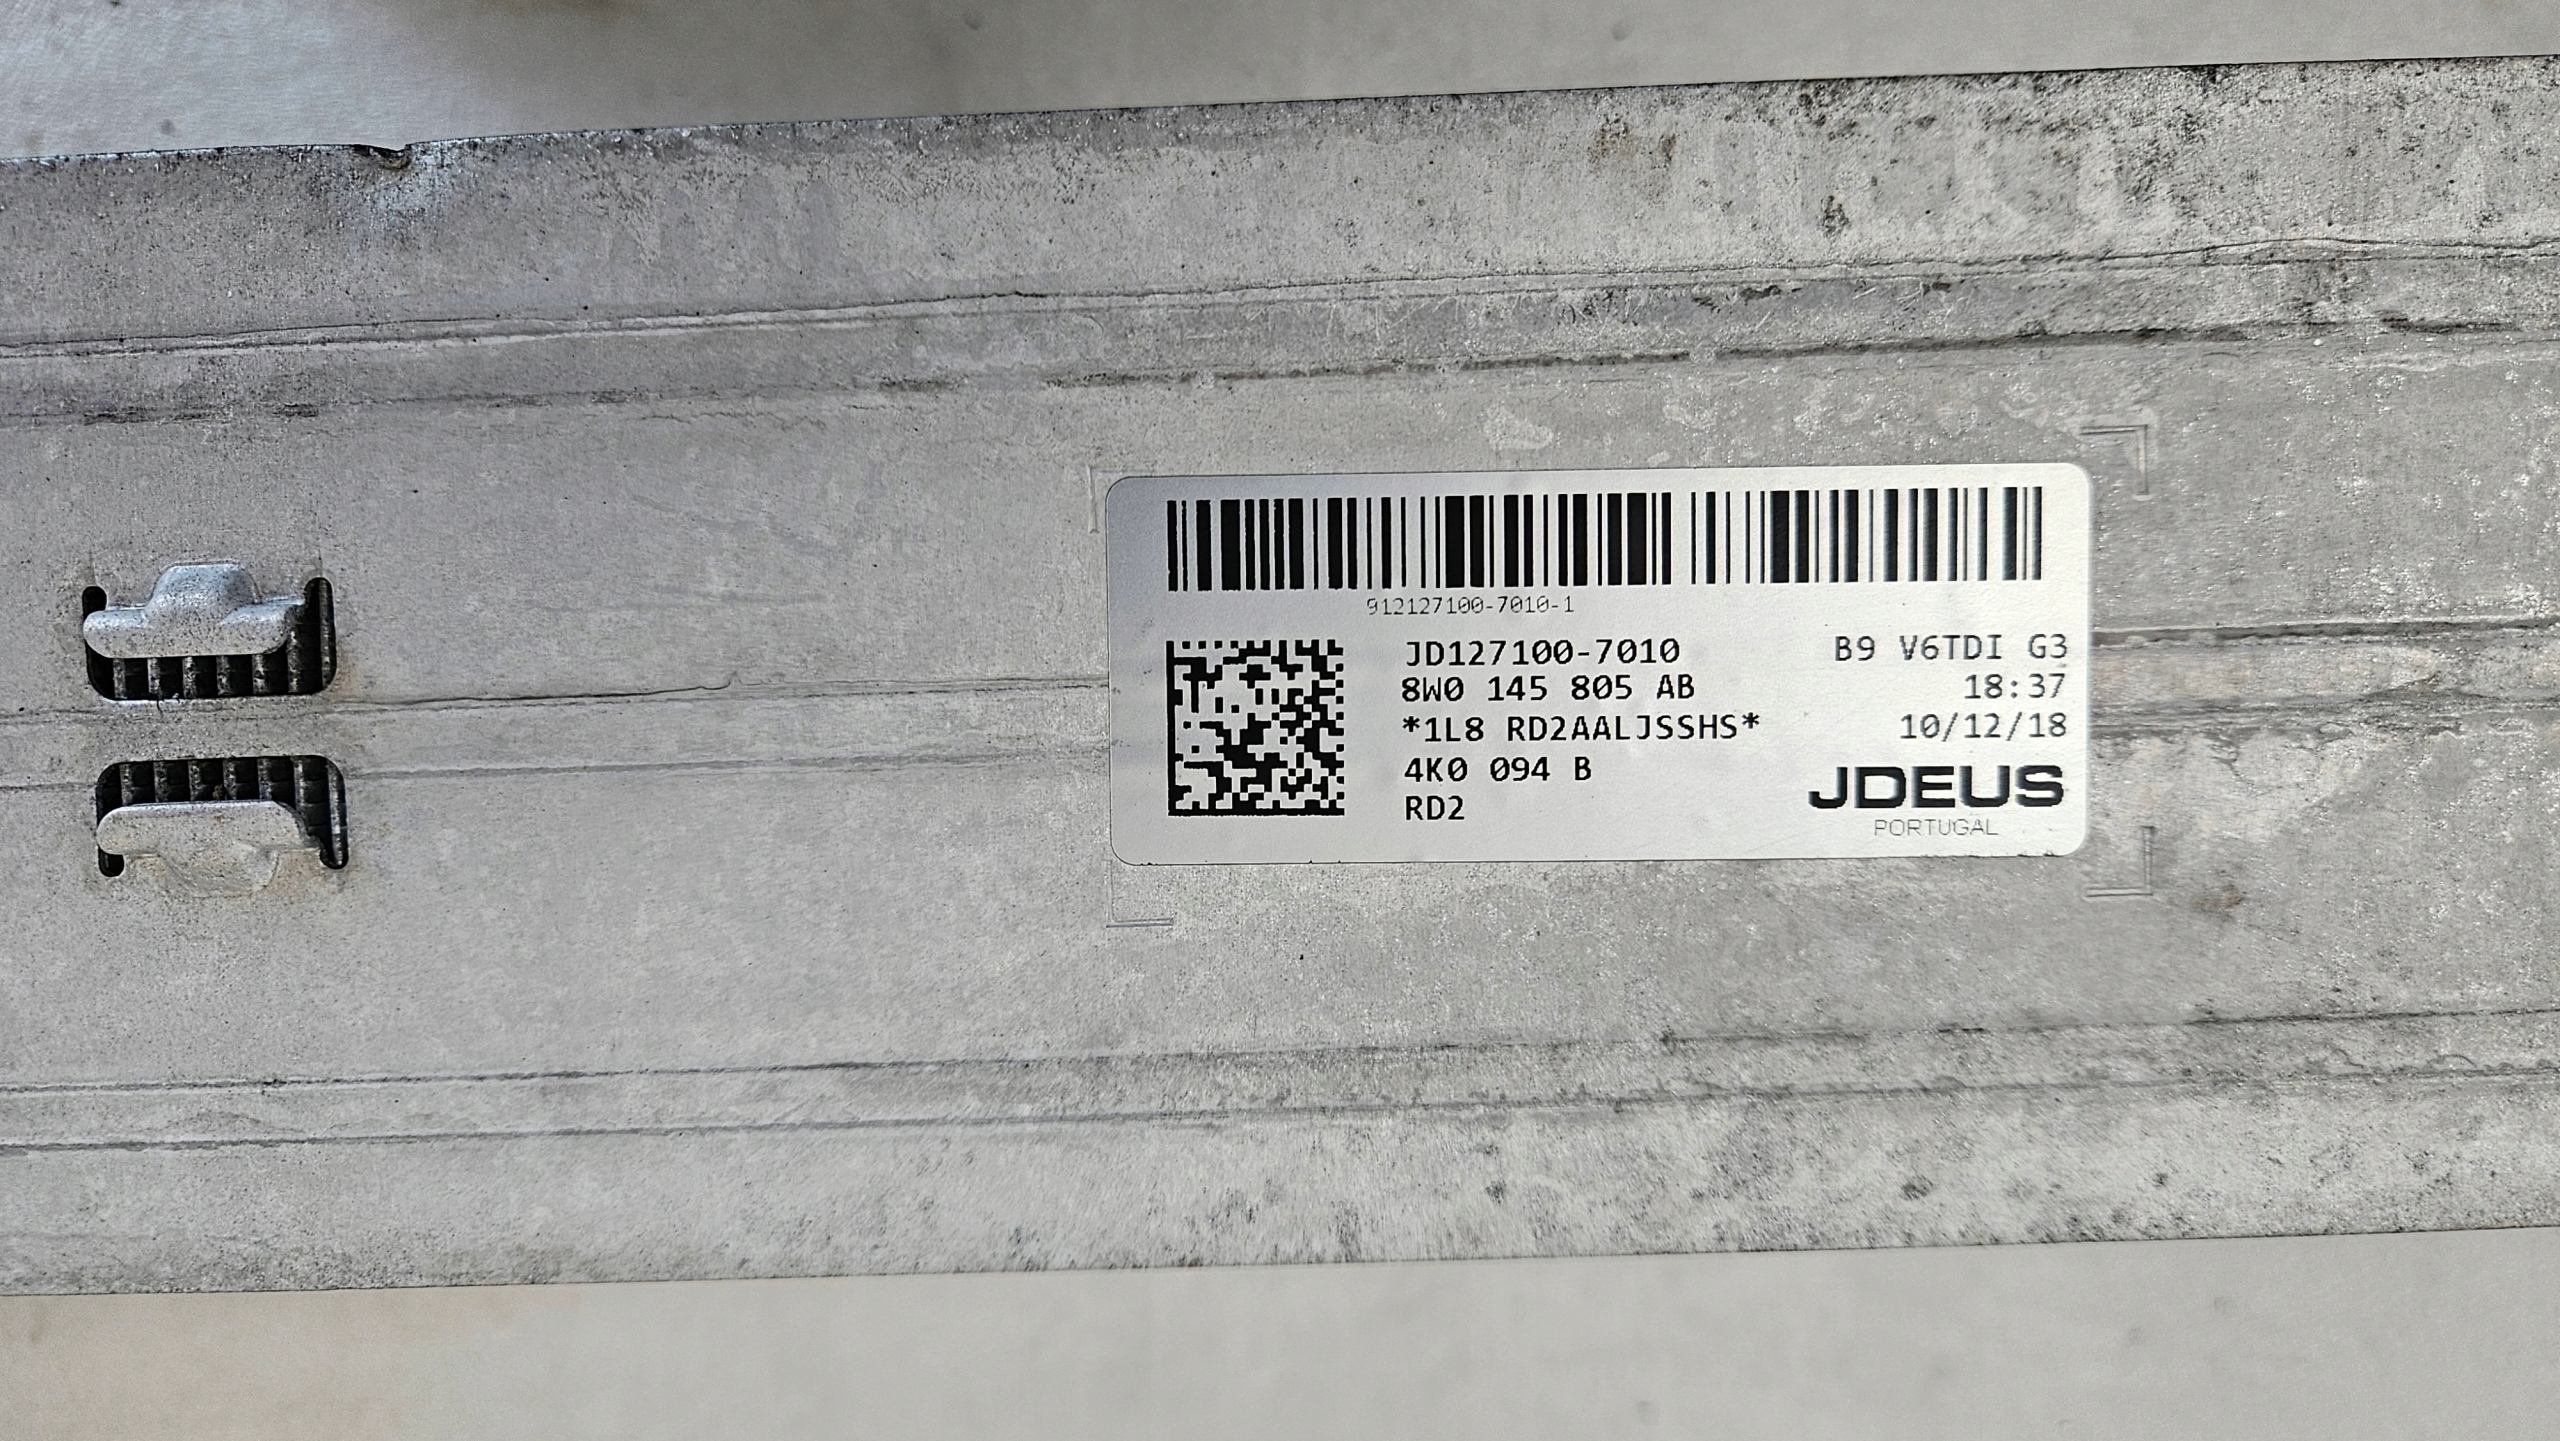 912127100-7010-1
JD127100-7010
8W0 145 805 AB
*1L8 RD2AALJSSHS*
4K0 094 B
RD2
B9 V6TDI G3
18:37
10/12/18
JDEUS
PORTUGAL